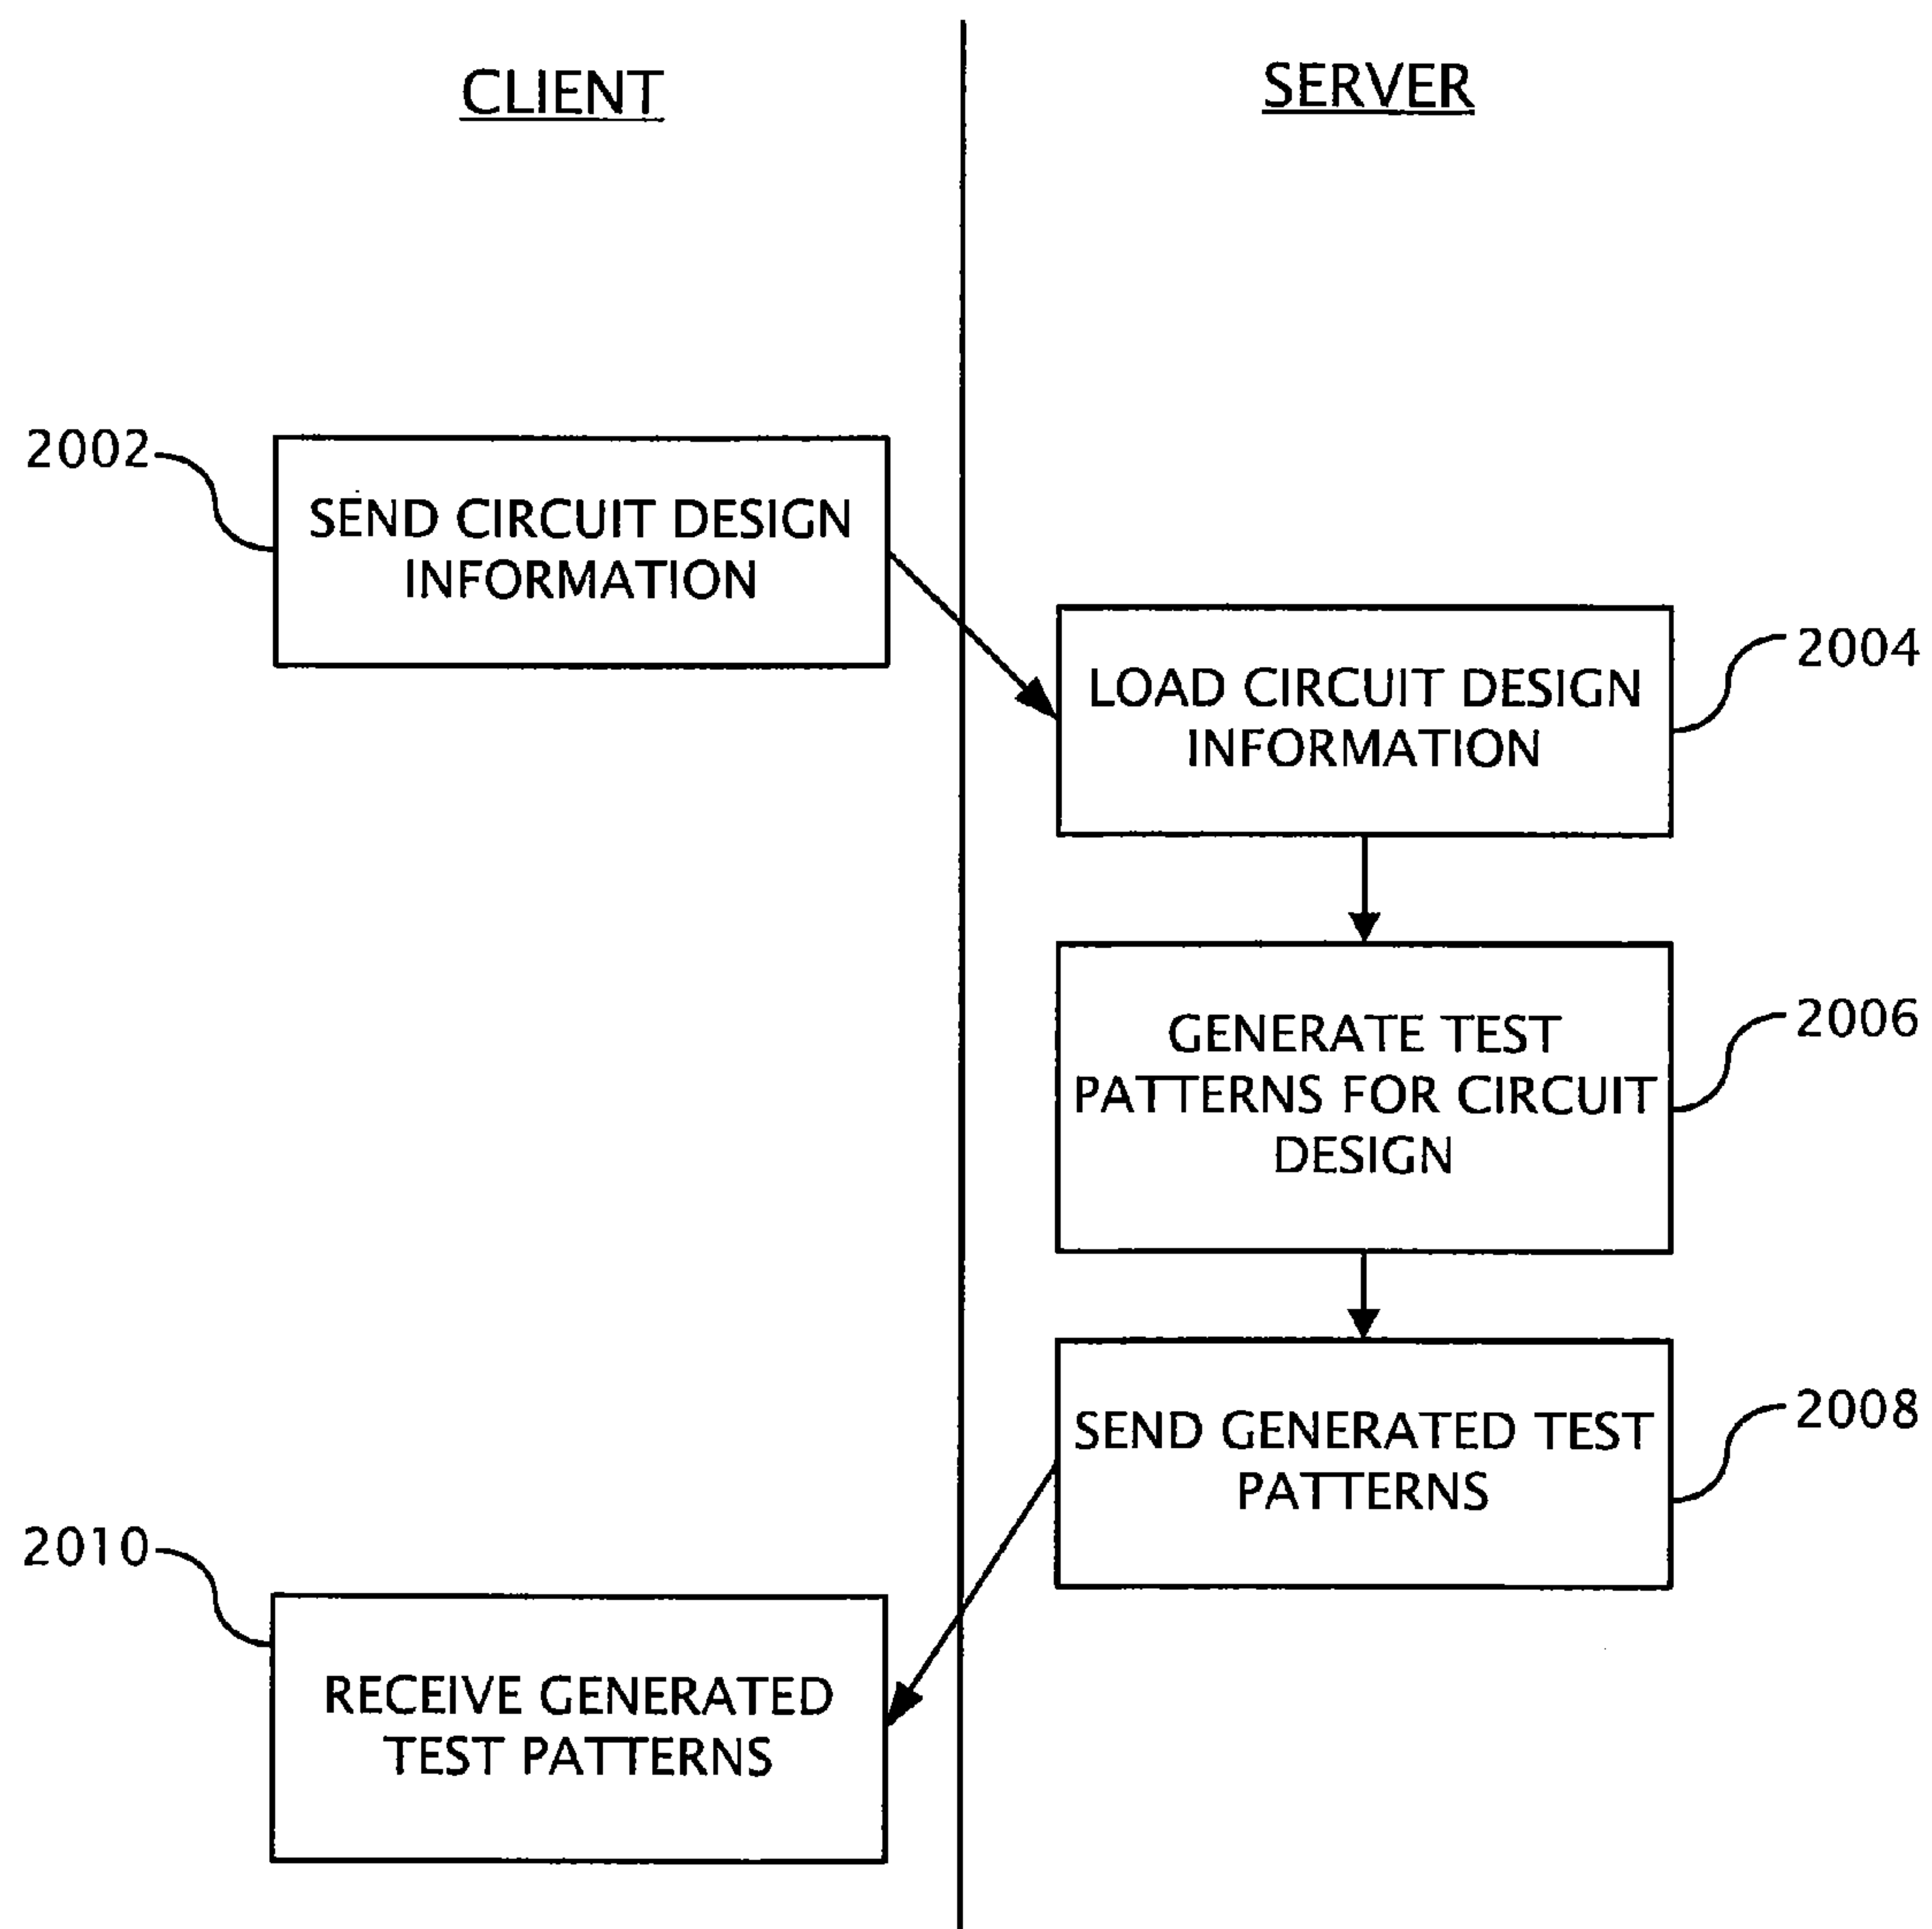 CLIENT
SERVER
2002
SEND CIRCUIT DESIGN
INFORMATION
2004
LOAD CIRCUIT DESIGN
INFORMATION
2006
GENERATE TEST
PATTERNS FOR CIRCUIT
DESIGN
2008
SEND GENERATED TEST
PATTERNS
2010
RECEIVE GENERATED
TEST PATTERNS